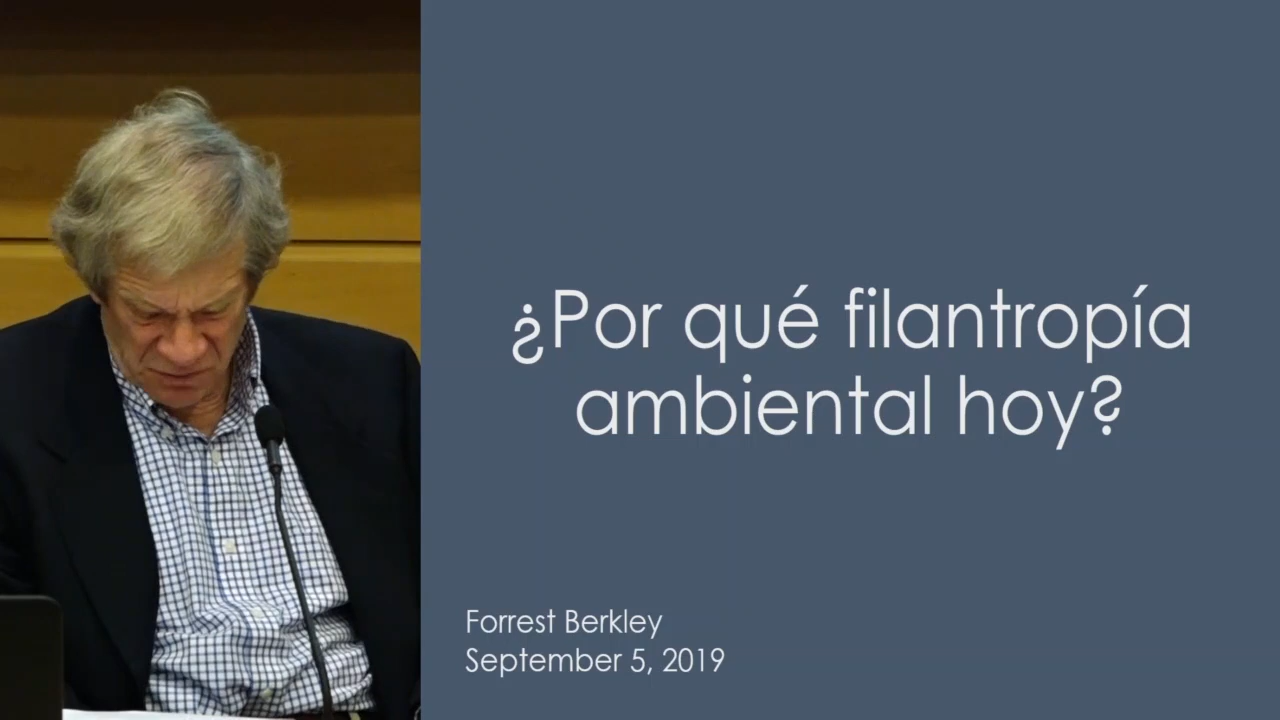 ¿Por qué filantropía
ambiental hoy?
Forrest Berkley
September 5, 2019